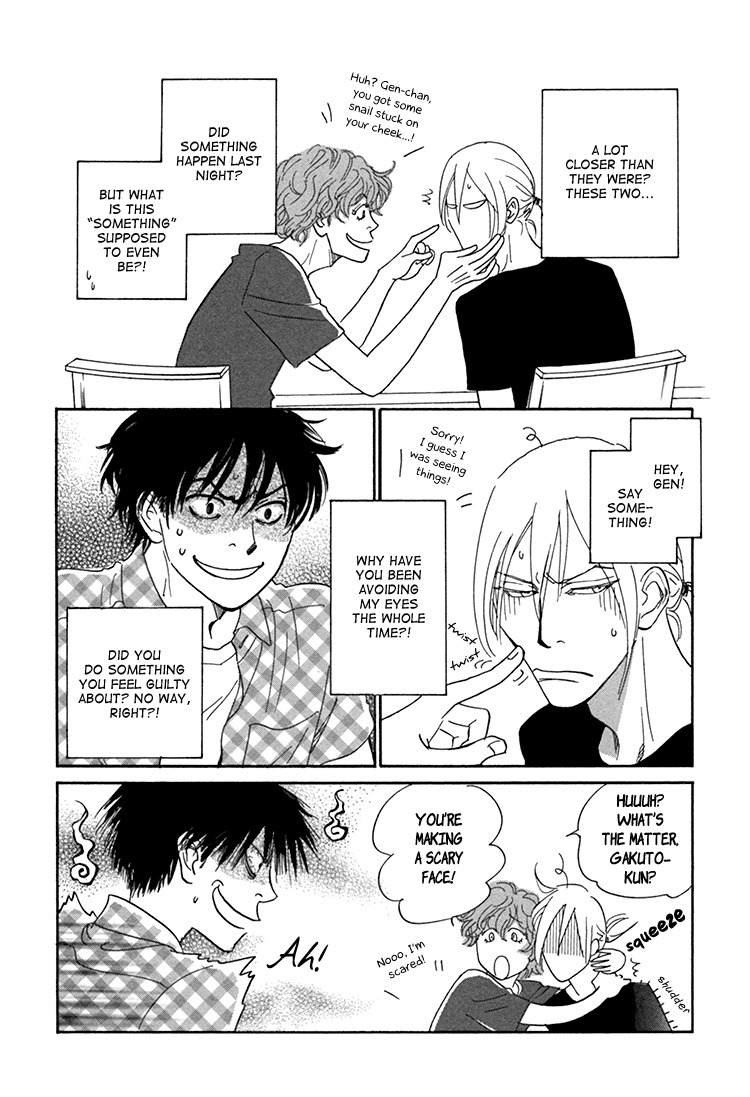 A LOT
CLOSER THAN
THEY WERE?
THESE TWO...
Huh? Gen-chan,
you got some
snail stuck on
your cheek...!
DID
SOMETHING
HAPPEN LAST
NIGHT?
BUT WHAT
IS THIS
"SOMETHING"
SUPPOSED
TO EVEN
BE?!
HEY,
GEN!
SAY
SOME-
THING!
Sorry!
I guess I
was seeing
things!
twist
twist
WHY HAVE
YOU BEEN
AVOIDING
MY EYES
THE WHOLE
TIME?!
DID YOU
DO SOMETHING
YOU FEEL GUILTY
ABOUT? NO WAY,
RIGHT?!
HUUUH?
WHAT'S
THE MATTER,
GAKUTO-
KUN?
YOU'RE
MAKING
A SCARY
FACE!
squeeze
shudder
Nooo, I'm
scared!
Ah!